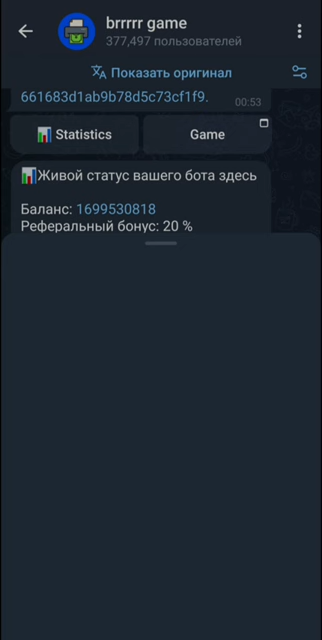 brrrrr game
377,497 пользователей
Показать оригинал
661683d1ab9b78d5c73cf1f9.
00:53
Statistics
Game
Живой статус вашего бота здесь
Баланс: 1699530818
Реферальный бонус: 20 %